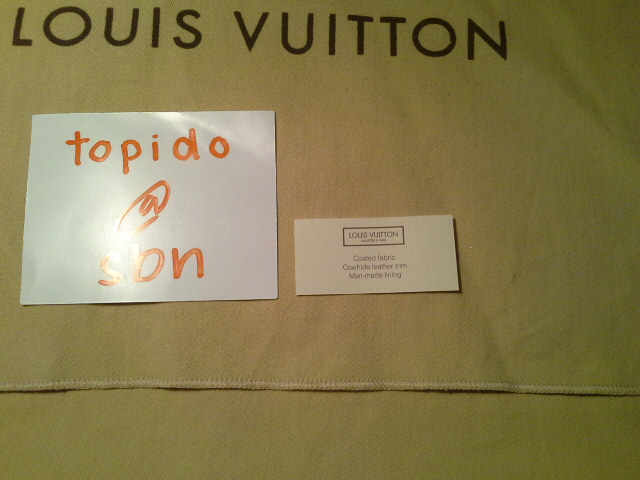 LOUIS VUITTON
topido
@
sbn
LOUIS VUITTON
Coated fabric
Cowhide leather trim
Man-made lining